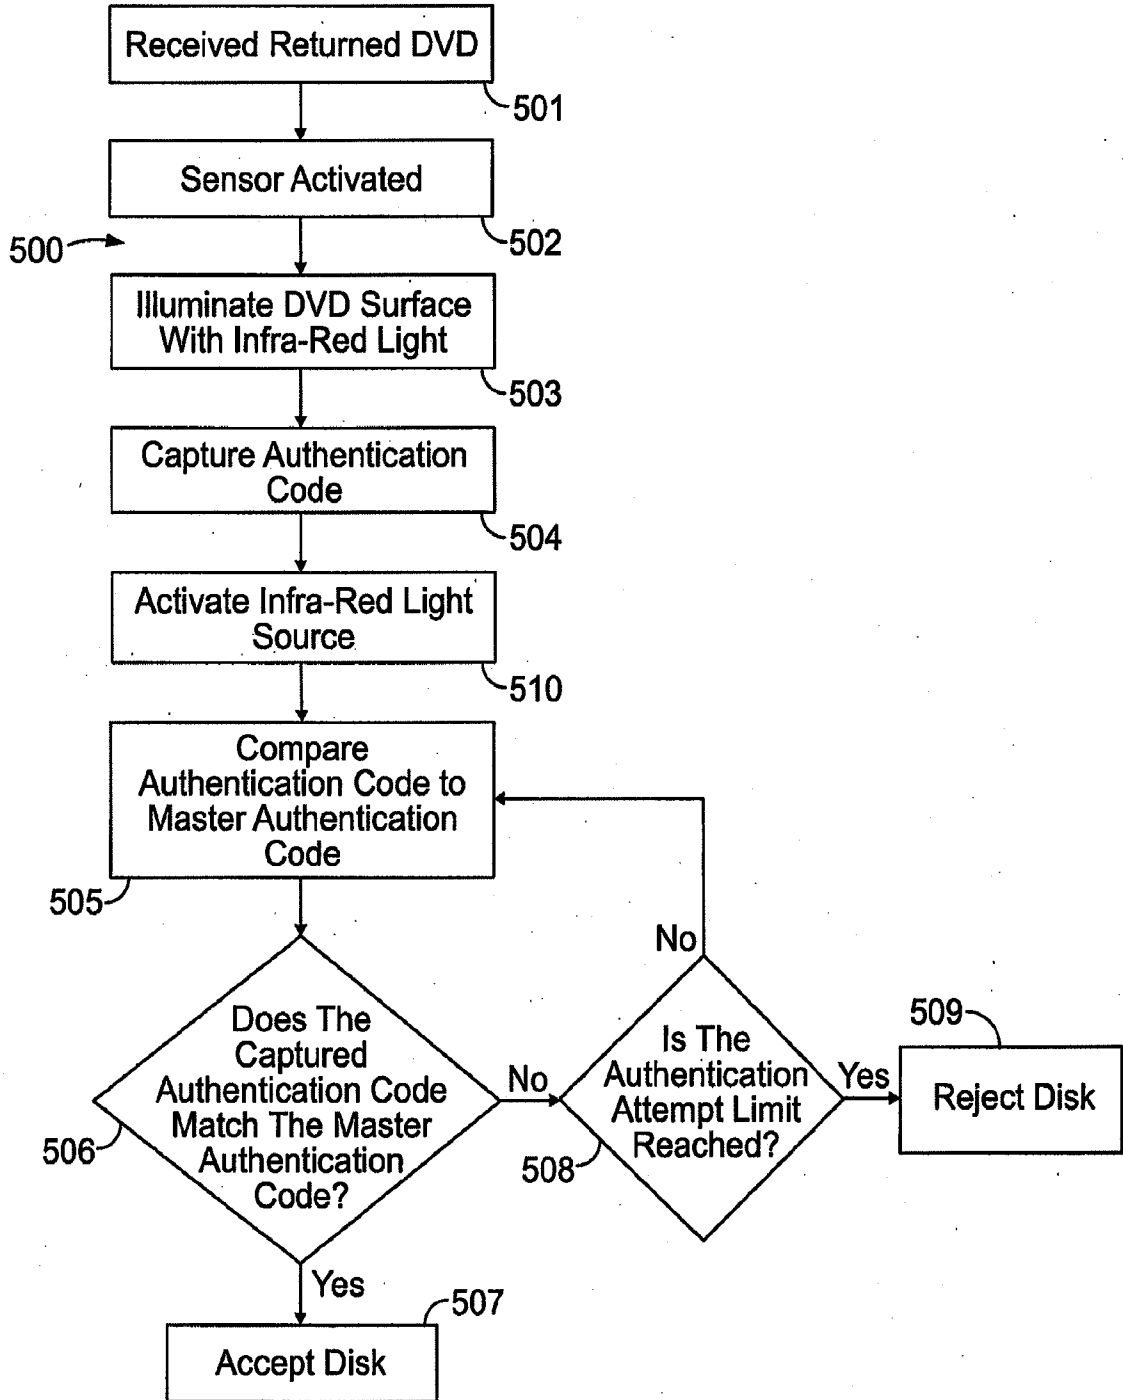 Received Returned DVD
501
Sensor Activated
500
502
Illuminate DVD Surface
With Infra-Red Light
503
Capture Authentication
Code
504
Activate Infra-Red Light
Source
510
Compare
Authentication Code to
Master Authentication
Code
505
Does The
Captured
Authentication Code
Match The Master
Authentication
Code?
506
No
Is The
Authentication
Attempt Limit
Reached?
508
No
Yes
509
Reject Disk
Yes
507
Accept Disk